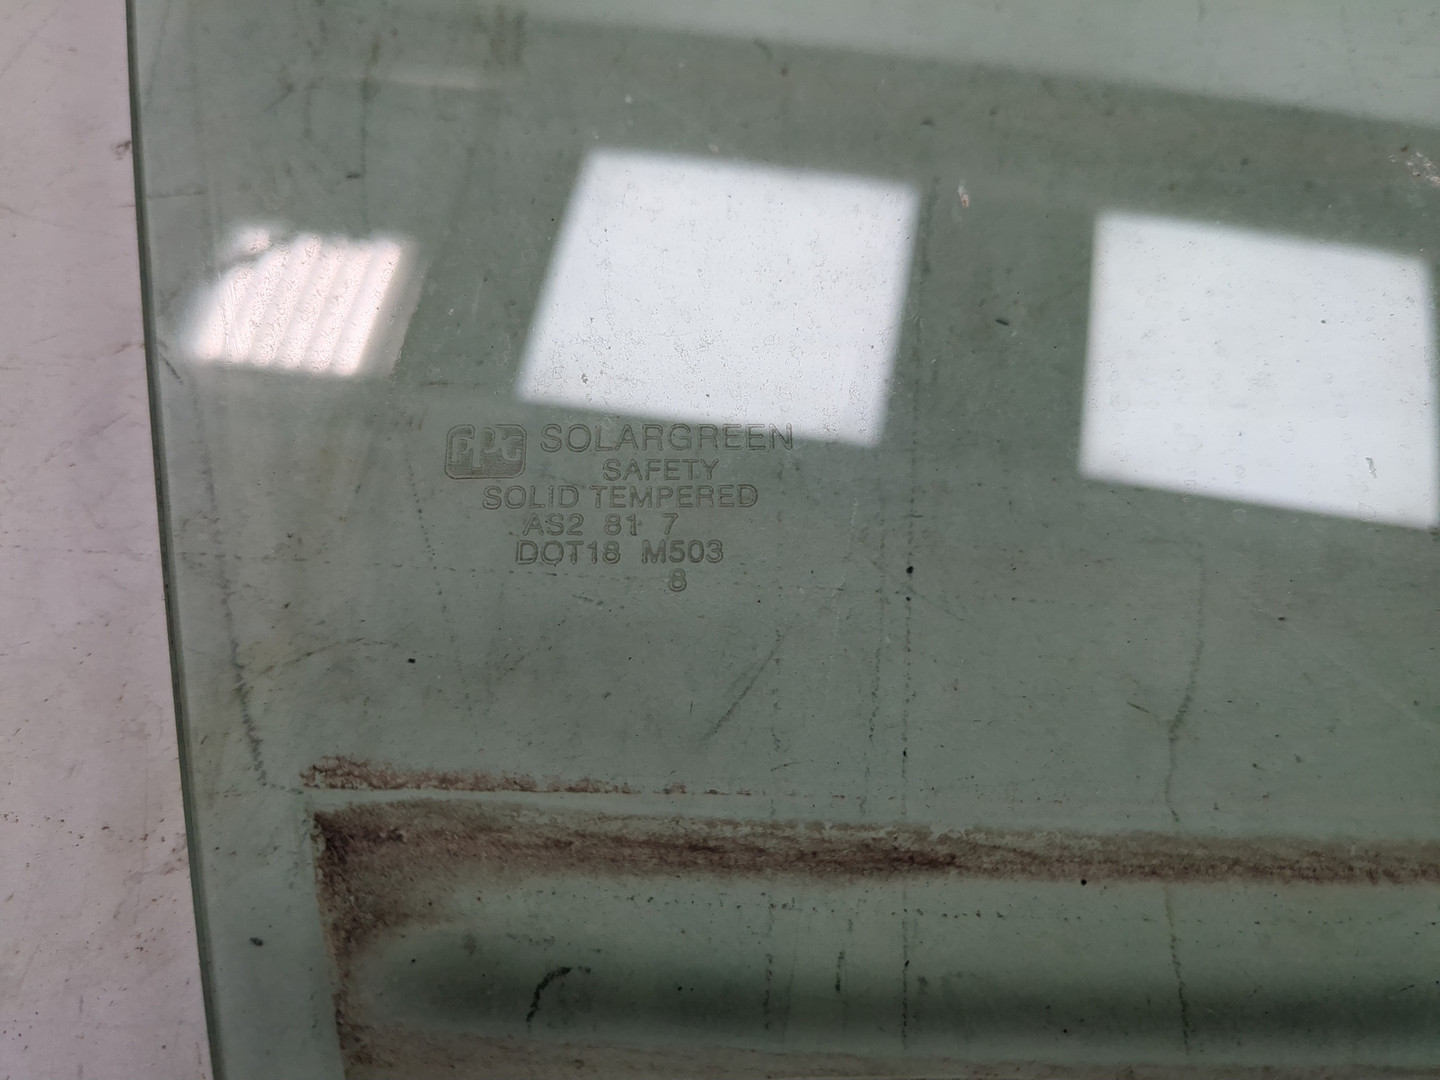 PPG SOLARGREEN
SAFETY
SOLID TEMPERED
AS2 81 7
DOT18 M503
8